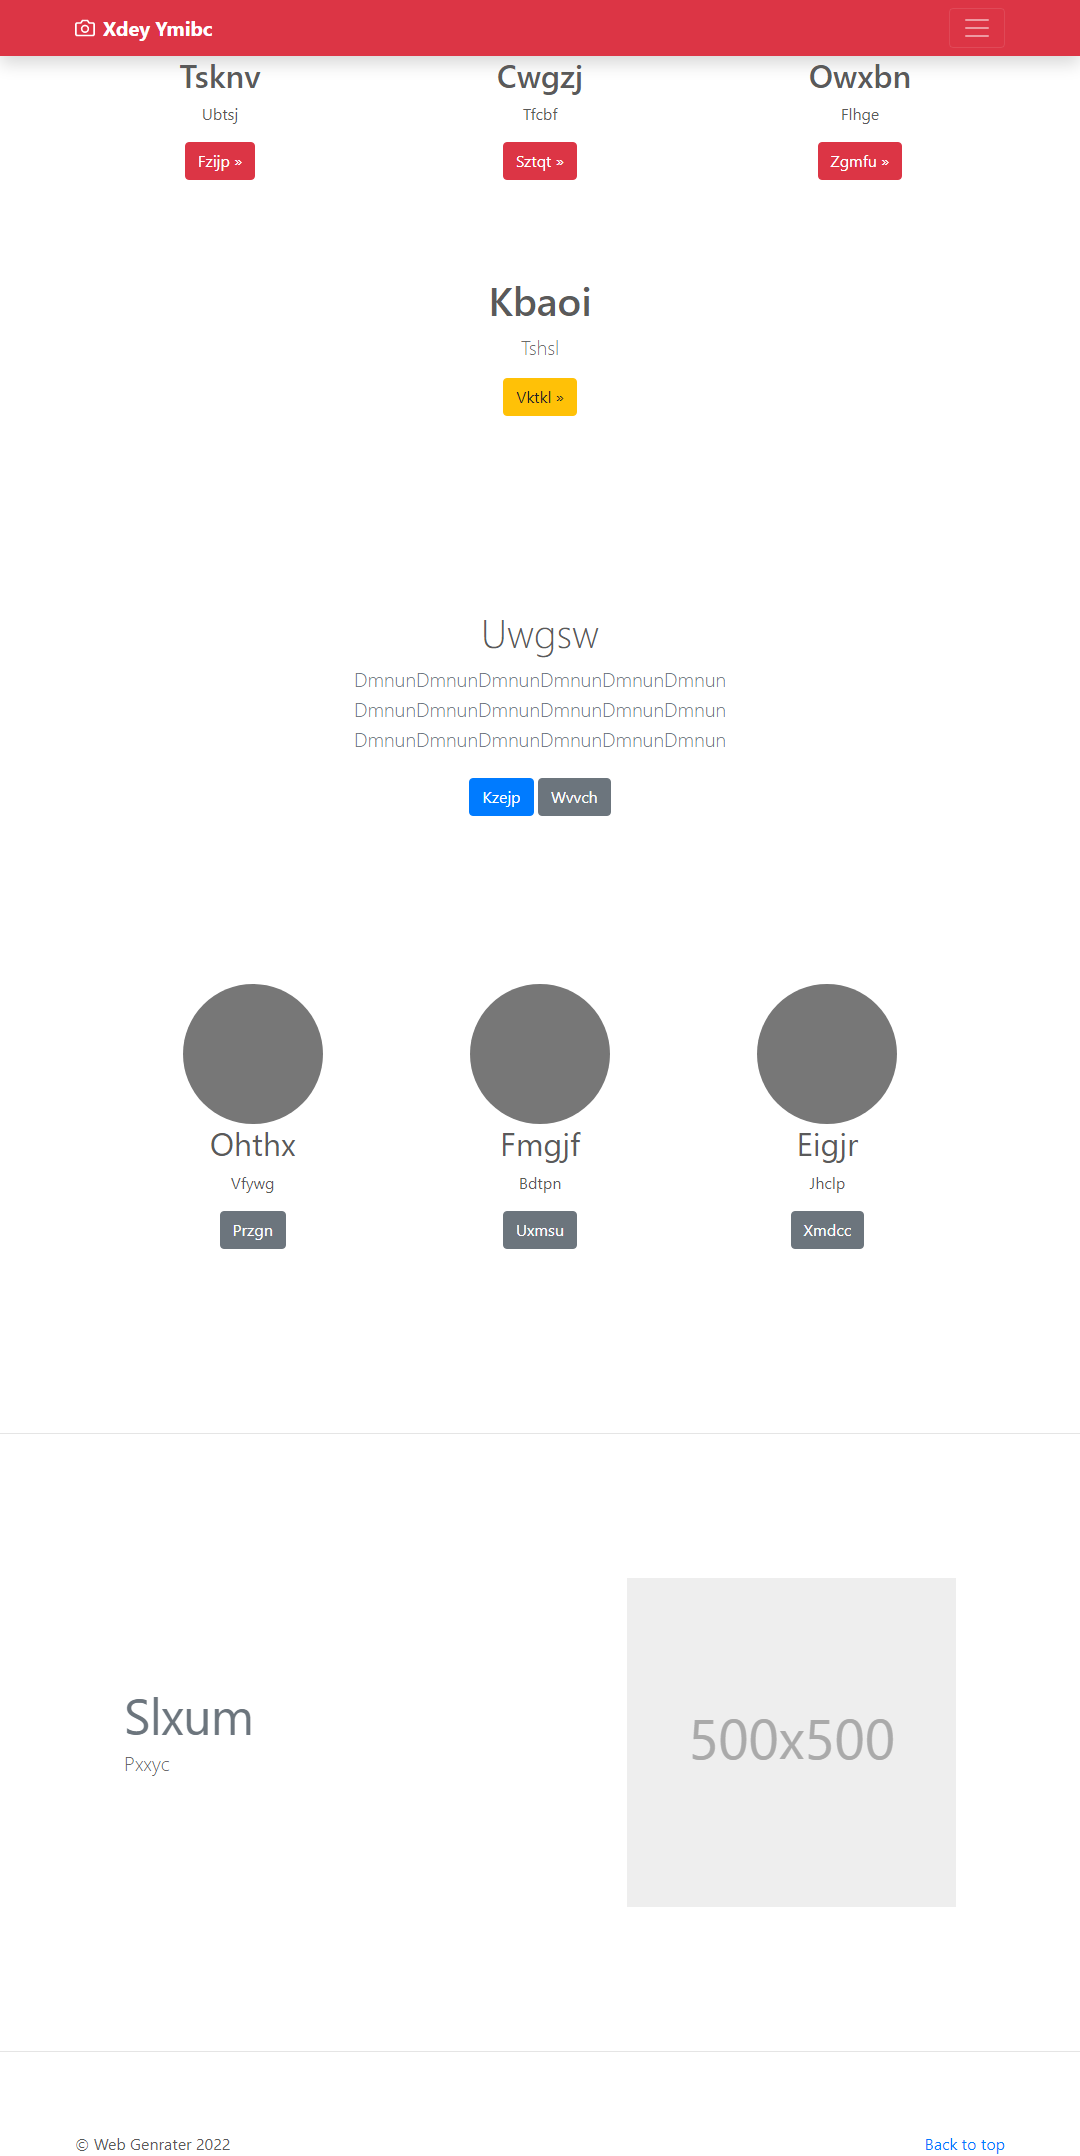 Xdey Ymibc
Tsknv
Cwgzj
Owxbn
Ubtsj
Tfcbf
Flhge
Fzijp »
Sztqt »
Zgmfu »
Kbaoi
Tshsl
Vktkl »
Uwgsw
DmnunDmnunDmnunDmnunDmnunDmnun
DmnunDmnunDmnunDmnunDmnunDmnun
DmnunDmnunDmnunDmnunDmnunDmnun
Kzejp
Wvvch
Ohthx
Fmgjf
Eigjr
Vfywg
Bdtpn
Jhclp
Przgn
Uxmsu
Xmdcc
Slxum
Pxxyc
500x500
© Web Genrater 2022
Back to top